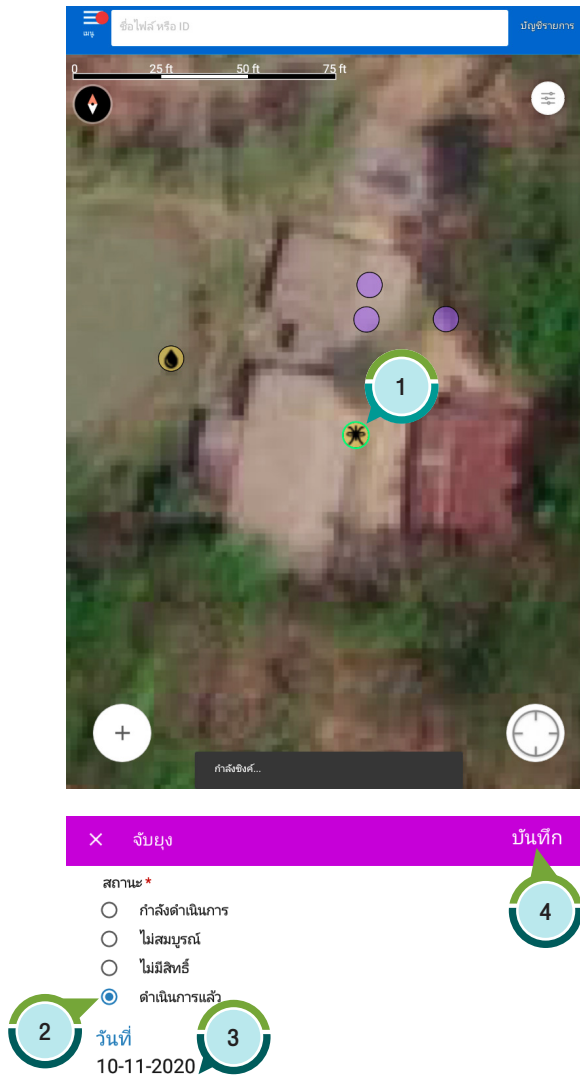 เมนู
ชื่อไฟล์ หรือ ID
บัญชีรายการ
0 25 ft 50 ft 75 ft
1
+
กำลังซิงค์...
× จับยุง บันทึก
สถานะ *
กำลังดำเนินการ
4
ไม่สมบูรณ์
ไม่มีสิทธิ์
ดำเนินการแล้ว
2
วันที่
3
10-11-2020